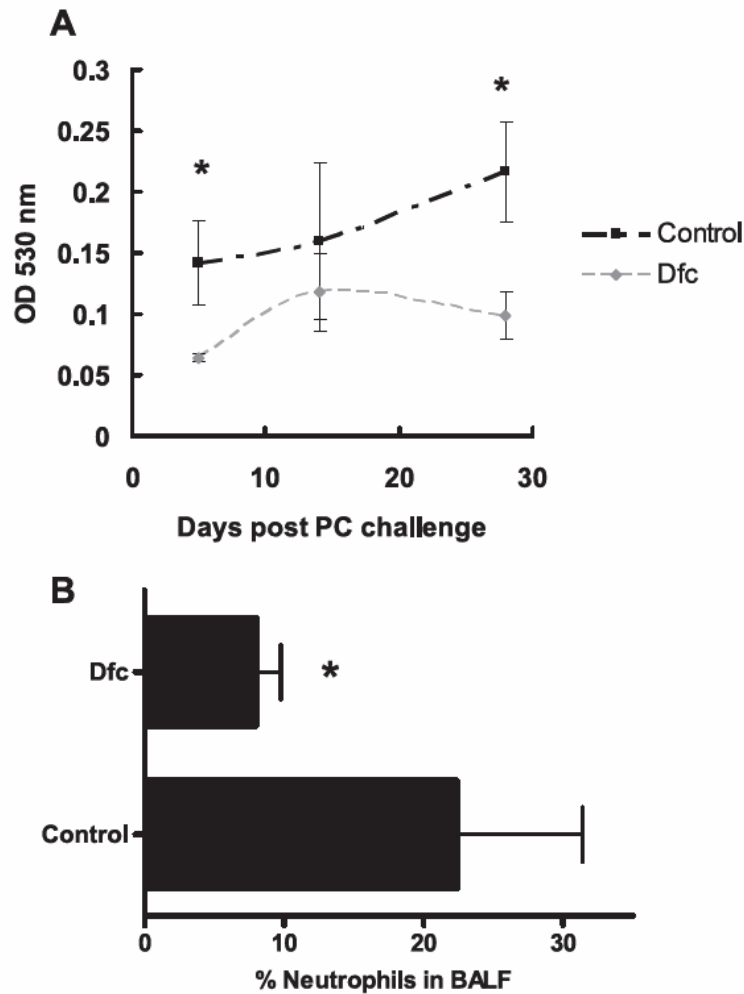 A
0.3
0.25
0.2
0.15
0.1
0.05
0
OD 530 nm
*
*
Control
Dfc
0 10 20 30
Days post PC challenge
B
Dfc
*
Control
0 10 20 30
% Neutrophils in BALF